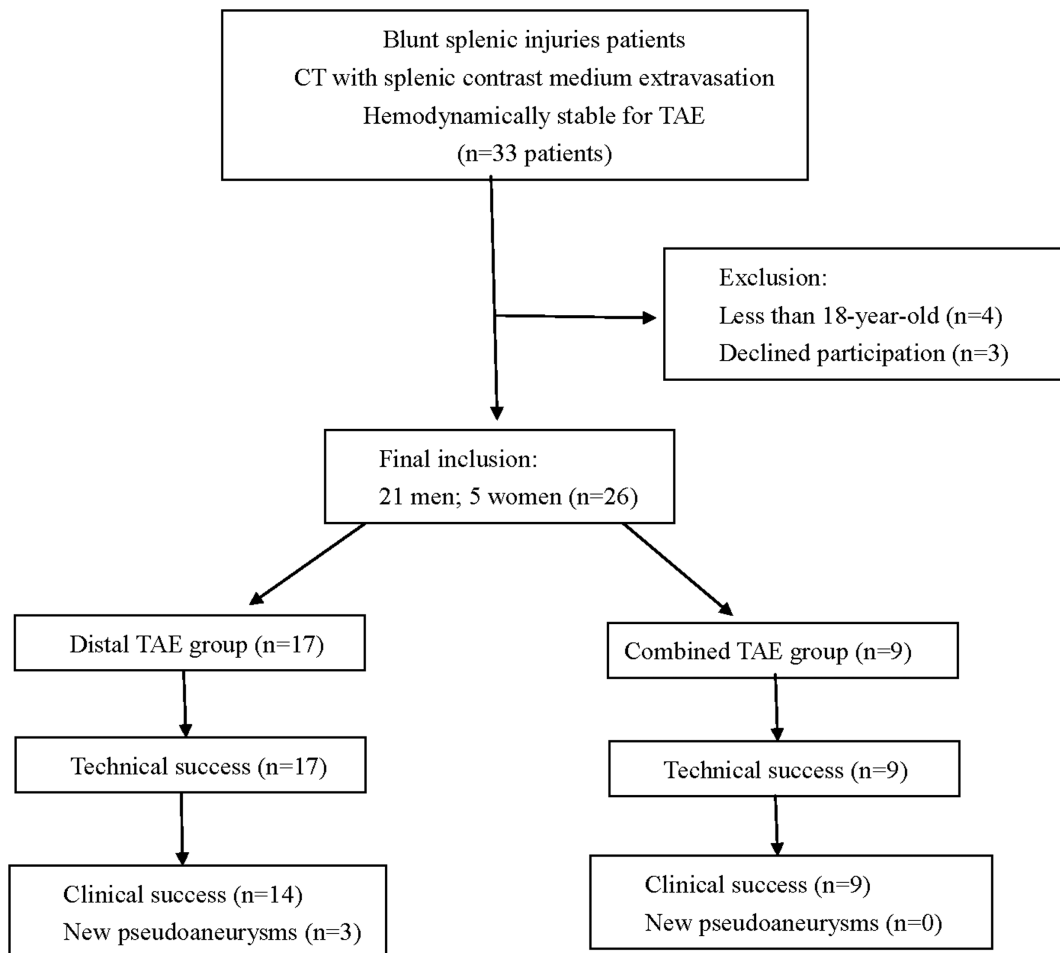 Blunt splenic injuries patients
CT with splenic contrast medium extravasation
Hemodynamically stable for TAE
(n=33 patients)
Exclusion:
Less than 18-year-old (n=4)
Declined participation (n=3)
Final inclusion:
21 men; 5 women (n=26)
Distal TAE group (n=17)
Combined TAE group (n=9)
Technical success (n=17)
Technical success (n=9)
Clinical success (n=14)
New pseudoaneurysms (n=3)
Clinical success (n=9)
New pseudoaneurysms (n=0)